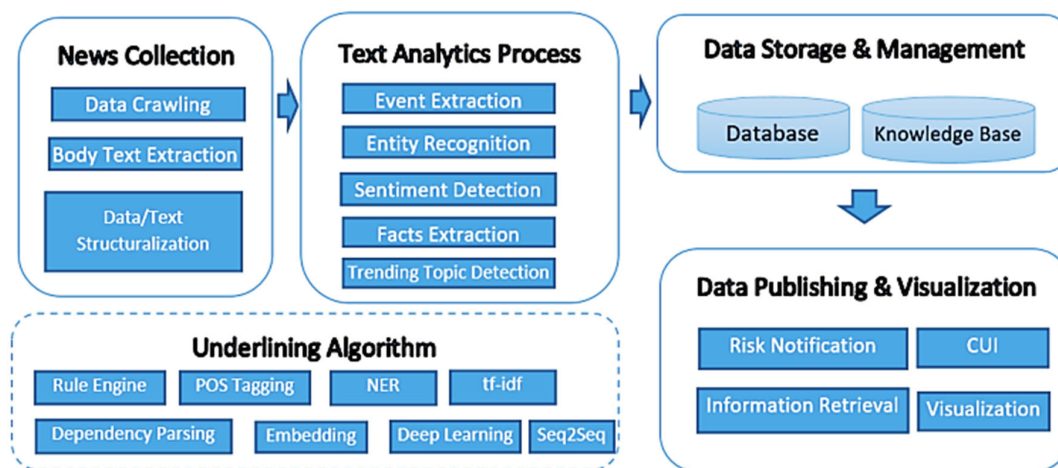 News Collection
Data Crawling
Body Text Extraction
Data/Text
Structuralization
Text Analytics Process
Event Extraction
Entity Recognition
Sentiment Detection
Facts Extraction
Trending Topic Detection
Data Storage & Management
Database
Knowledge Base
Data Publishing & Visualization
Risk Notification
CUI
Information Retrieval
Visualization
Underlining Algorithm
Rule Engine
POS Tagging
NER
tf-idf
Dependency Parsing
Embedding
Deep Learning
Seq2Seq